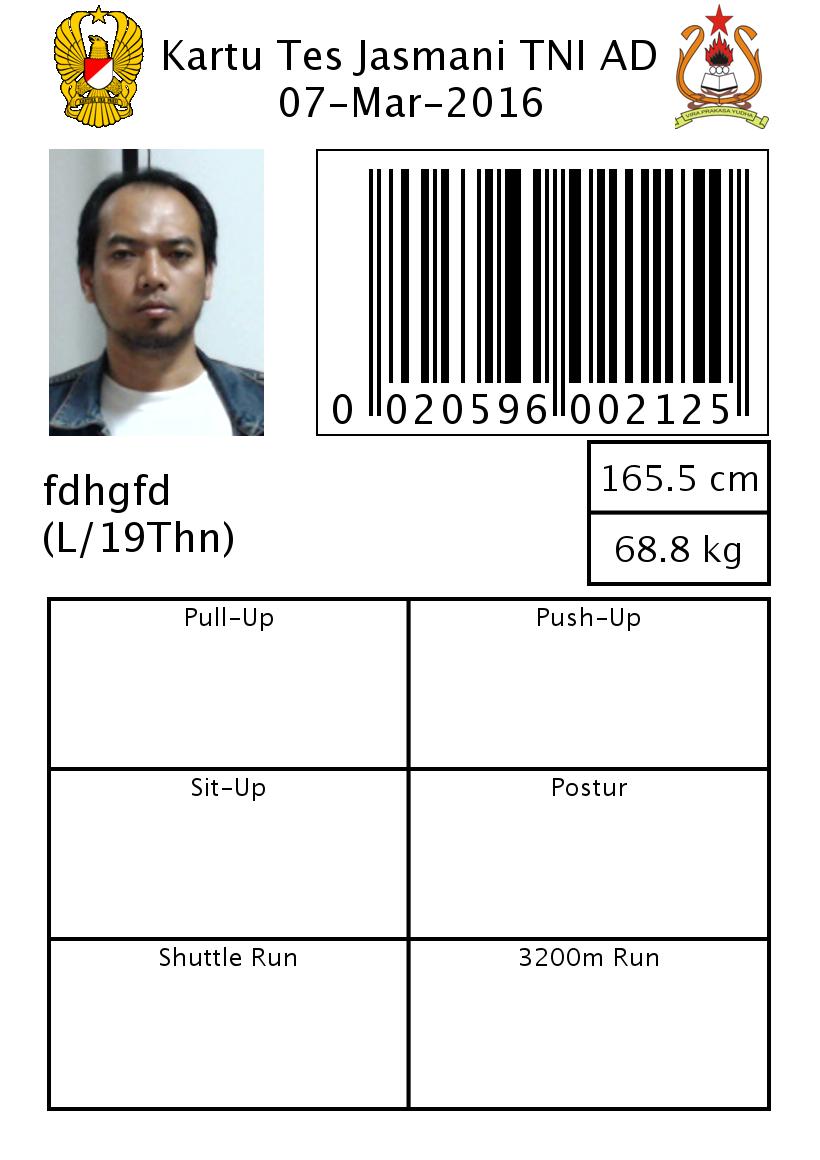 Kartu Tes Jasmani TNI AD
07-Mar-2016
VIRA PRAKASA YUDHA
0 020596 002125
165.5 cm
68.8 kg
fdhgfd
(L/19Thn)
Pull-Up
Push-Up
Sit-Up
Postur
Shuttle Run
3200m Run